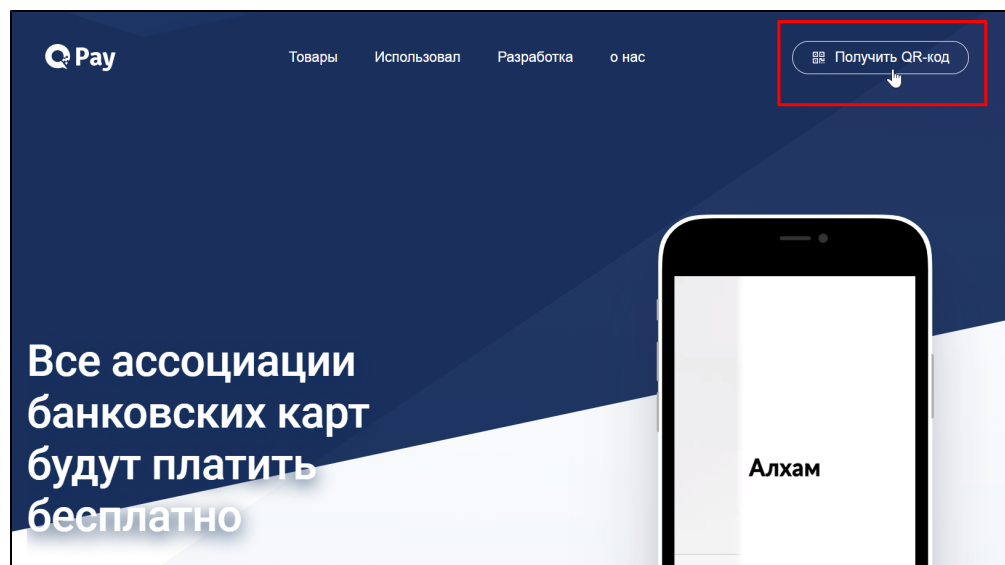 Pay
Товары Использовал Разработка о нас
Получить QR-код
Все ассоциации
банковских карт
будут платить
бесплатно
Алхам